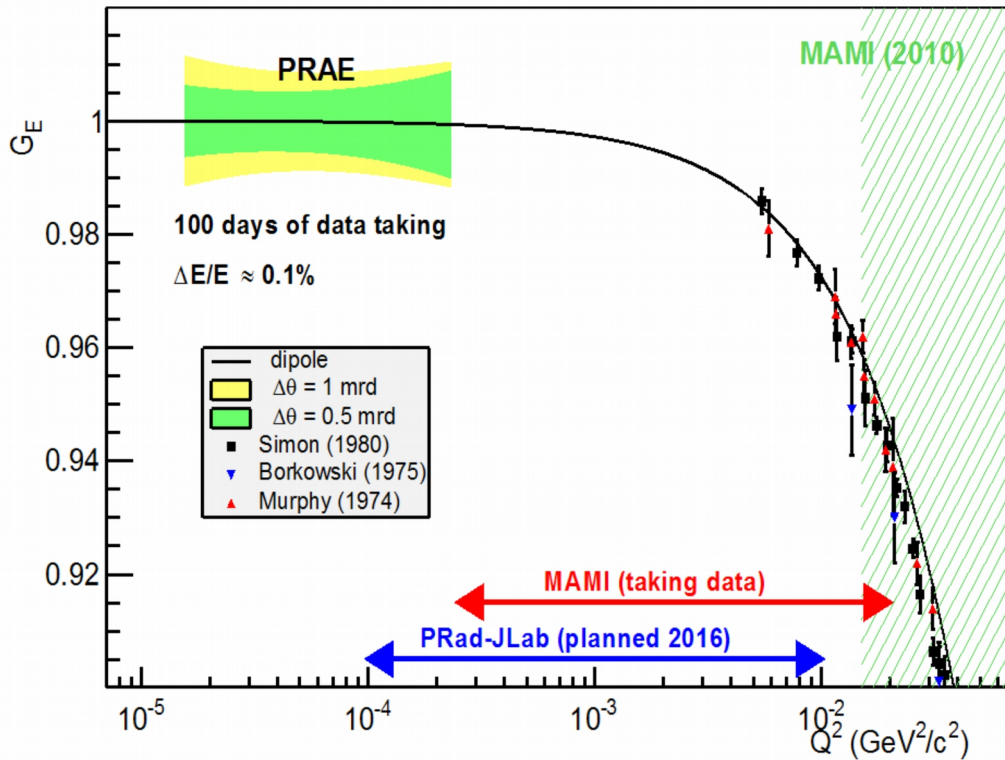 MAMI (2010)
PRAE
1
G_E
100 days of data taking
0.98
ΔE/E ≈ 0.1%
0.96
dipole
Δθ = 1 mrd
Δθ = 0.5 mrd
Simon (1980)
Borkowski (1975)
Murphy (1974)
0.94
0.92
MAMI (taking data)
PRad-JLab (planned 2016)
10^-5
10^-4
10^-3
10^-2
Q^2 (GeV^2/c^2)